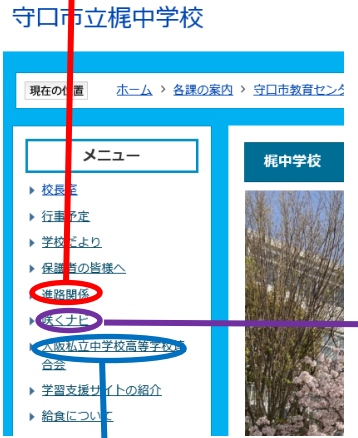 守口市立梶中学校
現在の位置 ホーム > 各課の案内 > 守口市教育センタ
メニュー
梶中学校
校長室
行事予定
学校だより
保護者の皆様へ
進路関係
咲くナビ
大阪私立中学校高等学校連
合会
学習支援サイトの紹介
給食について